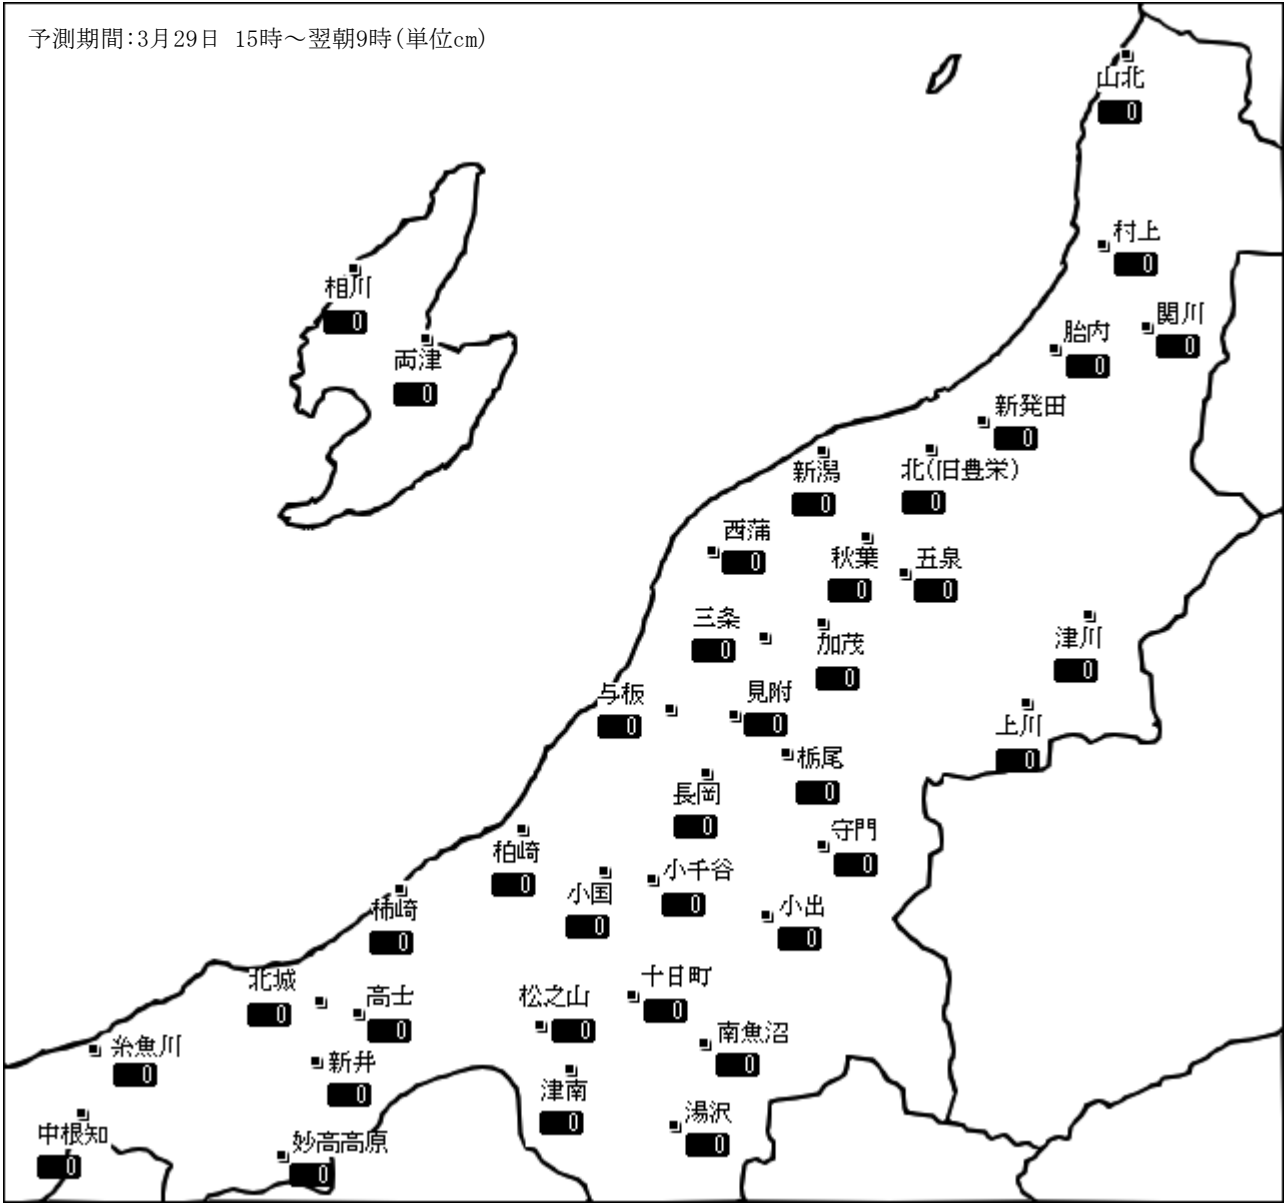 予測期間:3月29日 15時～翌朝9時(単位cm)
山北
0
村上
0
関川
0
胎内
0
相川
0
両津
0
新発田
0
新潟
0
北(旧豊栄)
0
西蒲
0
秋葉
0
五泉
0
三条
0
加茂
0
津川
0
与板
0
見附
0
上川
0
栃尾
0
長岡
0
守門
0
柏崎
0
小国
0
小千谷
0
小出
0
柿崎
0
北城
0
高士
0
松之山
0
十日町
0
南魚沼
0
糸魚川
0
新井
0
津南
0
湯沢
0
中根知
0
妙高高原
0